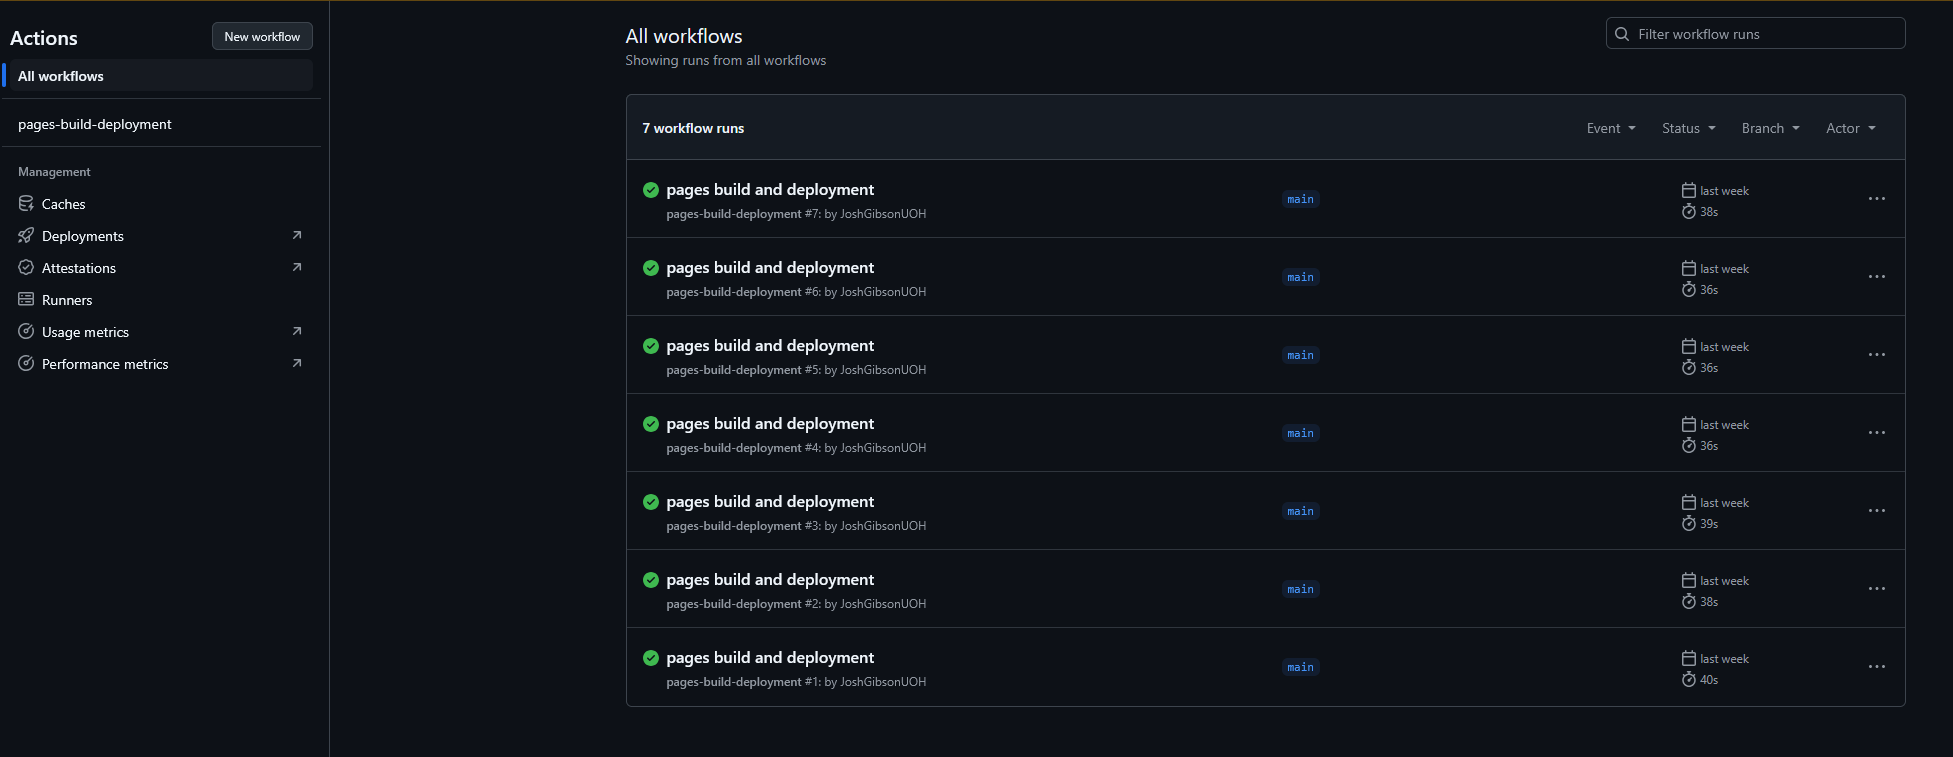 Actions
New workflow
All workflows
pages-build-deployment
Management
Caches
Deployments
Attestations
Runners
Usage metrics
Performance metrics
All workflows
Showing runs from all workflows
Filter workflow runs
7 workflow runs
Event
Status
Branch
Actor
pages build and deployment
pages-build-deployment #7: by JoshGibsonUOH
main
last week
38s
pages build and deployment
pages-build-deployment #6: by JoshGibsonUOH
main
last week
36s
pages build and deployment
pages-build-deployment #5: by JoshGibsonUOH
main
last week
36s
pages build and deployment
pages-build-deployment #4: by JoshGibsonUOH
main
last week
36s
pages build and deployment
pages-build-deployment #3: by JoshGibsonUOH
main
last week
39s
pages build and deployment
pages-build-deployment #2: by JoshGibsonUOH
main
last week
38s
pages build and deployment
pages-build-deployment #1: by JoshGibsonUOH
main
last week
40s